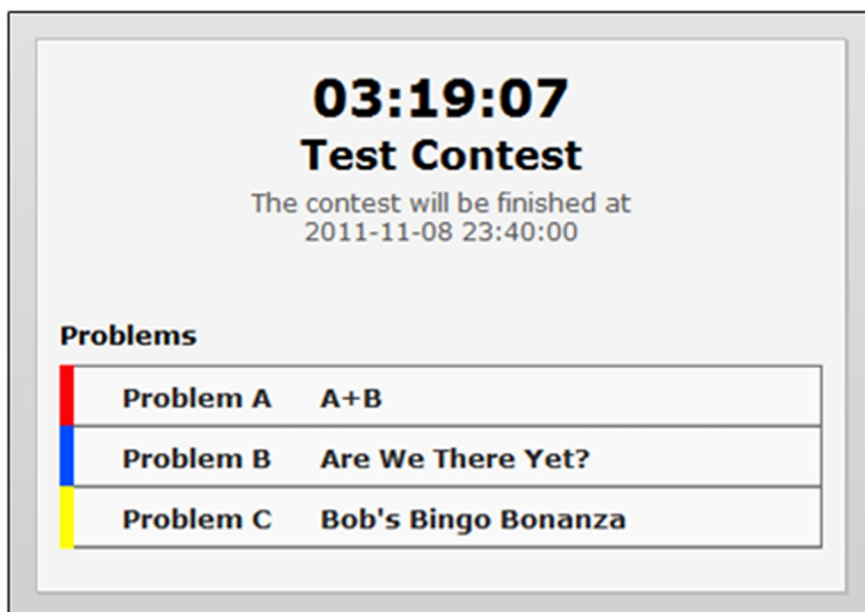 03:19:07
Test Contest
The contest will be finished at
2011-11-08 23:40:00
Problems
Problem A A+B
Problem B Are We There Yet?
Problem C Bob's Bingo Bonanza